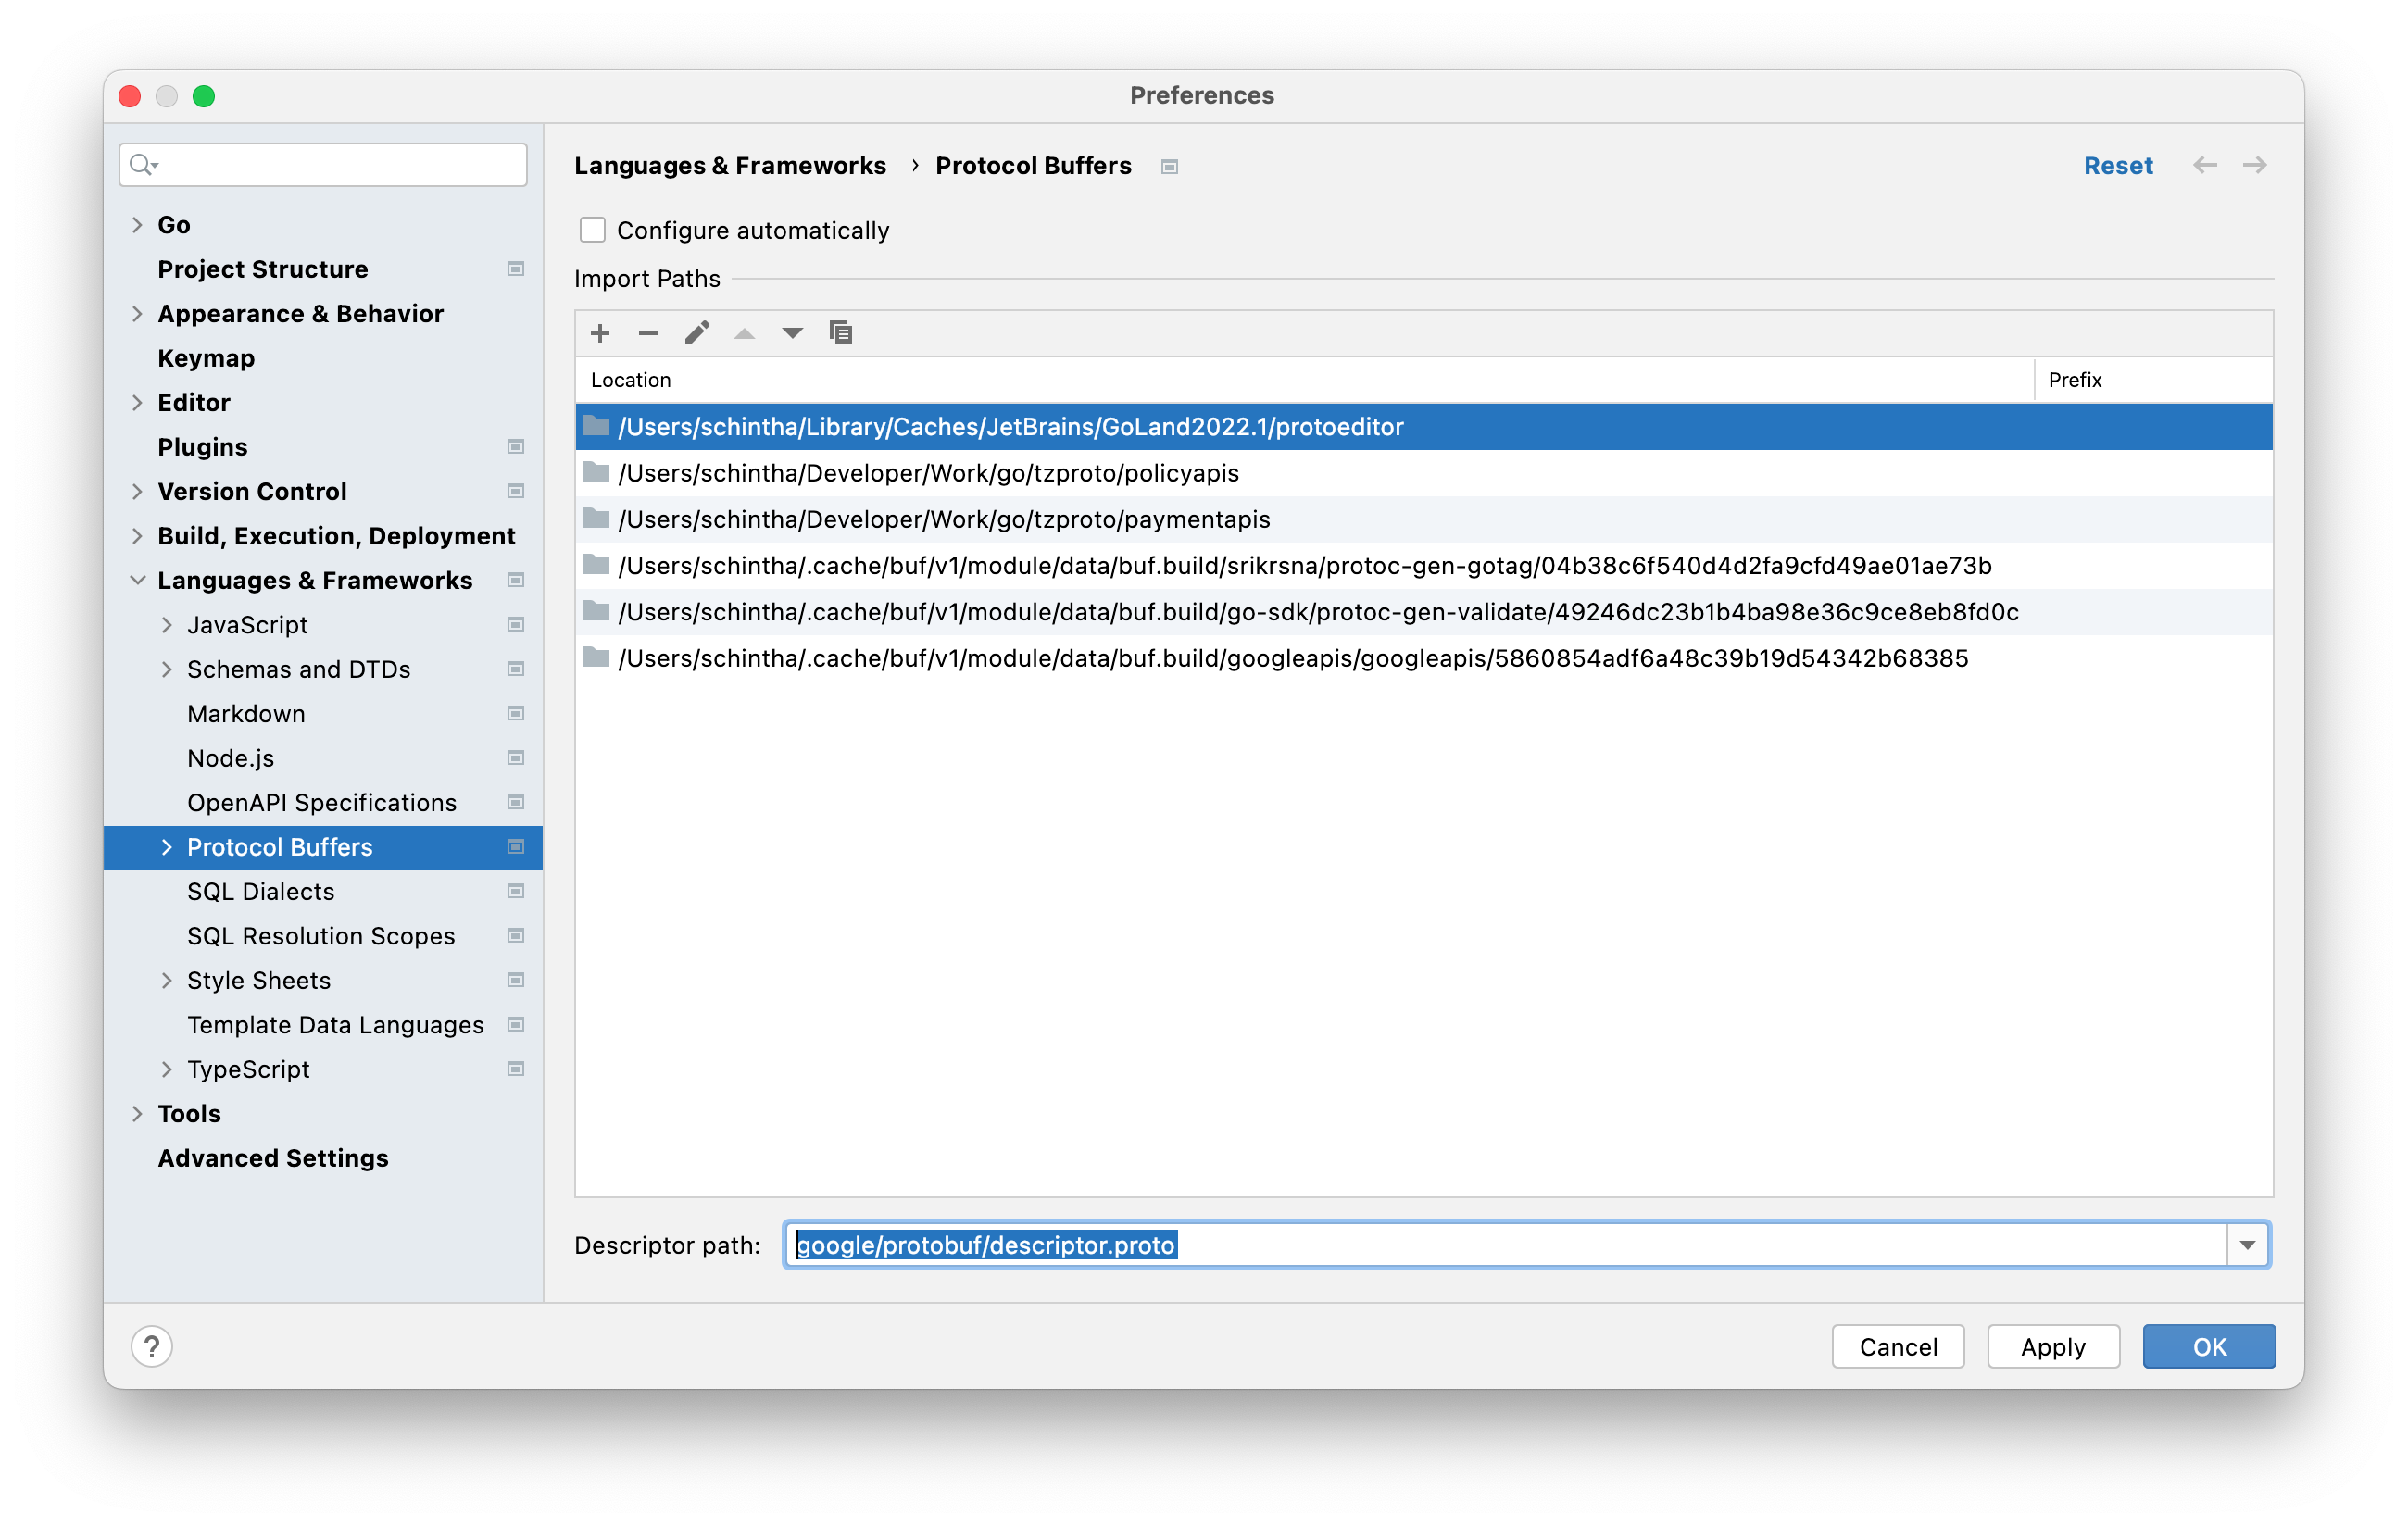 Preferences
Go
Project Structure
Appearance & Behavior
Keymap
Editor
Plugins
Version Control
Build, Execution, Deployment
Languages & Frameworks
JavaScript
Schemas and DTDs
Markdown
Node.js
OpenAPI Specifications
Protocol Buffers
SQL Dialects
SQL Resolution Scopes
Style Sheets
Template Data Languages
TypeScript
Tools
Advanced Settings
Languages & Frameworks › Protocol Buffers
Reset
Configure automatically
Import Paths
Location Prefix
/Users/schintha/Library/Caches/JetBrains/GoLand2022.1/protoeditor
/Users/schintha/Developer/Work/go/tzproto/policyapis
/Users/schintha/Developer/Work/go/tzproto/paymentapis
/Users/schintha/.cache/buf/v1/module/data/buf.build/srikrsna/protoc-gen-gotag/04b38c6f540d4d2fa9cfd49ae01ae73b
/Users/schintha/.cache/buf/v1/module/data/buf.build/go-sdk/protoc-gen-validate/49246dc23b1b4ba98e36c9ce8eb8fd0c
/Users/schintha/.cache/buf/v1/module/data/buf.build/googleapis/googleapis/5860854adf6a48c39b19d54342b68385
Descriptor path: google/protobuf/descriptor.proto
?
Cancel
Apply
OK